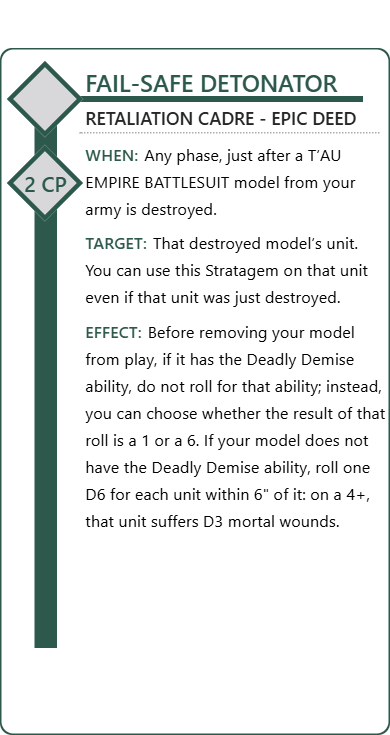 FAIL-SAFE DETONATOR
RETALIATION CADRE - EPIC DEED
2 CP
WHEN: Any phase, just after a T’AU
EMPIRE BATTLESUIT model from your
army is destroyed.
TARGET: That destroyed model’s unit.
You can use this Stratagem on that unit
even if that unit was just destroyed.
EFFECT: Before removing your model
from play, if it has the Deadly Demise
ability, do not roll for that ability; instead,
you can choose whether the result of that
roll is a 1 or a 6. If your model does not
have the Deadly Demise ability, roll one
D6 for each unit within 6" of it: on a 4+,
that unit suffers D3 mortal wounds.